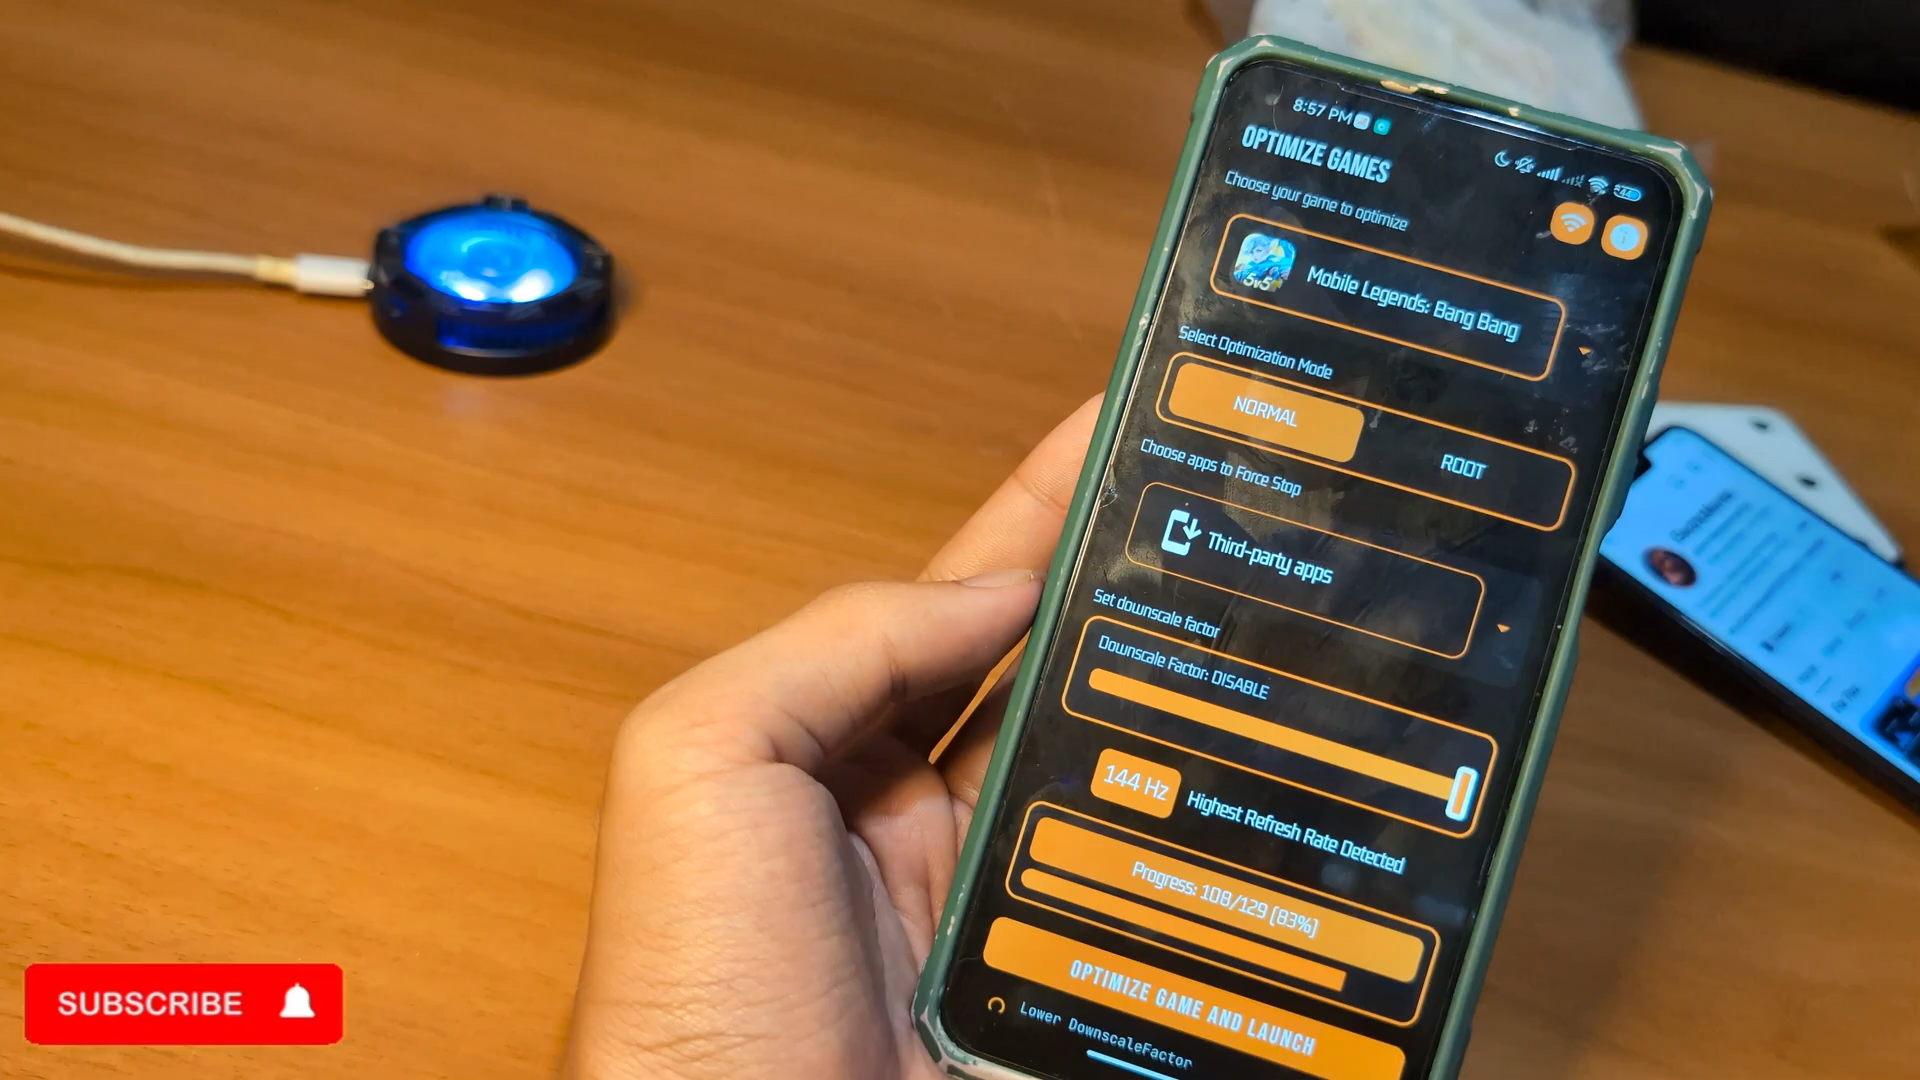 8:57 PM
44
OPTIMIZE GAMES
Choose your game to optimize
5v5
Mobile Legends: Bang Bang
Select Optimization Mode
NORMAL
ROOT
Choose apps to Force Stop
Third-party apps
Set downscale factor
Downscale Factor: DISABLE
144 Hz
Highest Refresh Rate Detected
Progress: 108/129 (83%)
OPTIMIZE GAME AND LAUNCH
Lower DownscaleFactor
SUBSCRIBE